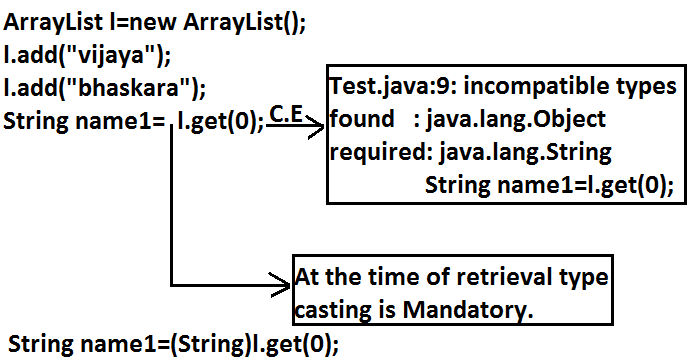 ArrayList l=new ArrayList();
l.add("vijaya");
l.add("bhaskara");
String name1= l.get(0);
C.E
Test.java:9: incompatible types
found : java.lang.Object
required: java.lang.String
String name1=l.get(0);
At the time of retrieval type
casting is Mandatory.
String name1=(String)l.get(0);